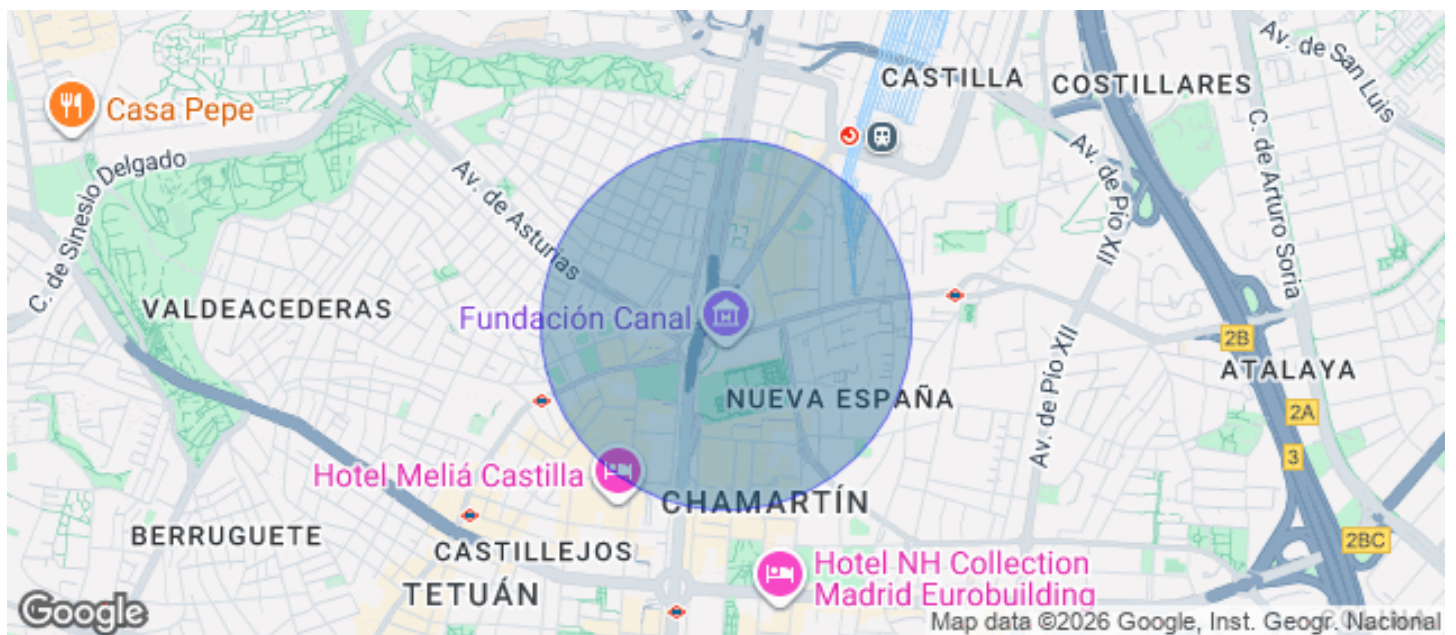 Av. de San Luis
CASTILLA
COSTILLARES
Casa Pepe
C. de Arturo Soria
C. de Sinesio Delgado
Av. de Asturias
Av. de Pío XII
VALDEACEDERAS
Fundación Canal
2B
ATALAYA
NUEVA ESPAÑA
Av. de Pío XII
2A
3
Hotel Meliá Castilla
CHAMARTÍN
BERRUGUETE
CASTILLEJOS
2BC
Hotel NH Collection
Madrid Eurobuilding
TETUÁN
Google
Map data ©2026 Google, Inst. Geogr. Nacional